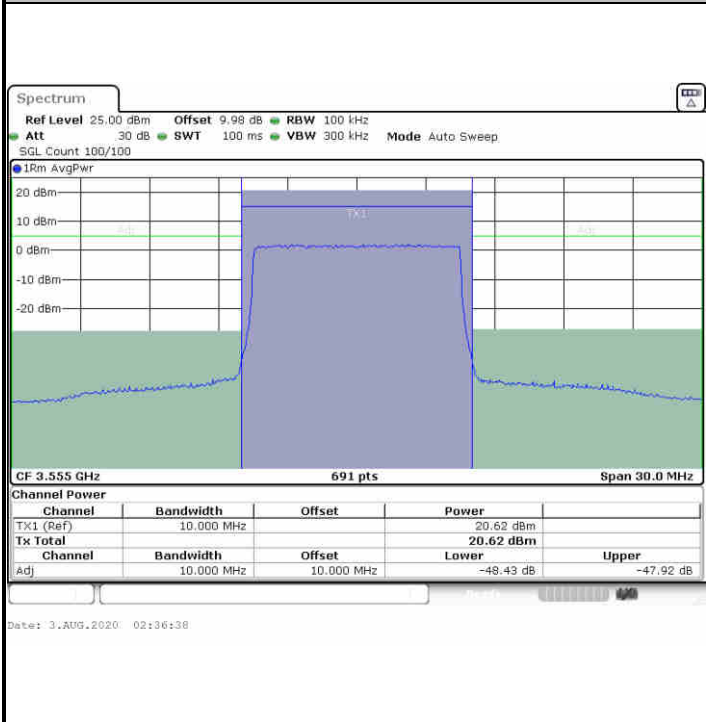 Spectrum
Ref Level 25.00 dBm Offset 9.98 dB RBW 100 kHz
Att 30 dB SWT 100 ms VBW 300 kHz Mode Auto Sweep
SGL Count 100/100
1Rm AvgPwr
20 dBm
TX1
10 dBm
Adj Adj
0 dBm
-10 dBm
-20 dBm
CF 3.555 GHz 691 pts Span 30.0 MHz
Channel Power
Channel Bandwidth Offset Power
TX1 (Ref) 10.000 MHz 20.62 dBm
Tx Total 20.62 dBm
Channel Bandwidth Offset Lower Upper
Adj 10.000 MHz 10.000 MHz -48.43 dB -47.92 dB
Date: 3.AUG.2020 02:36:38